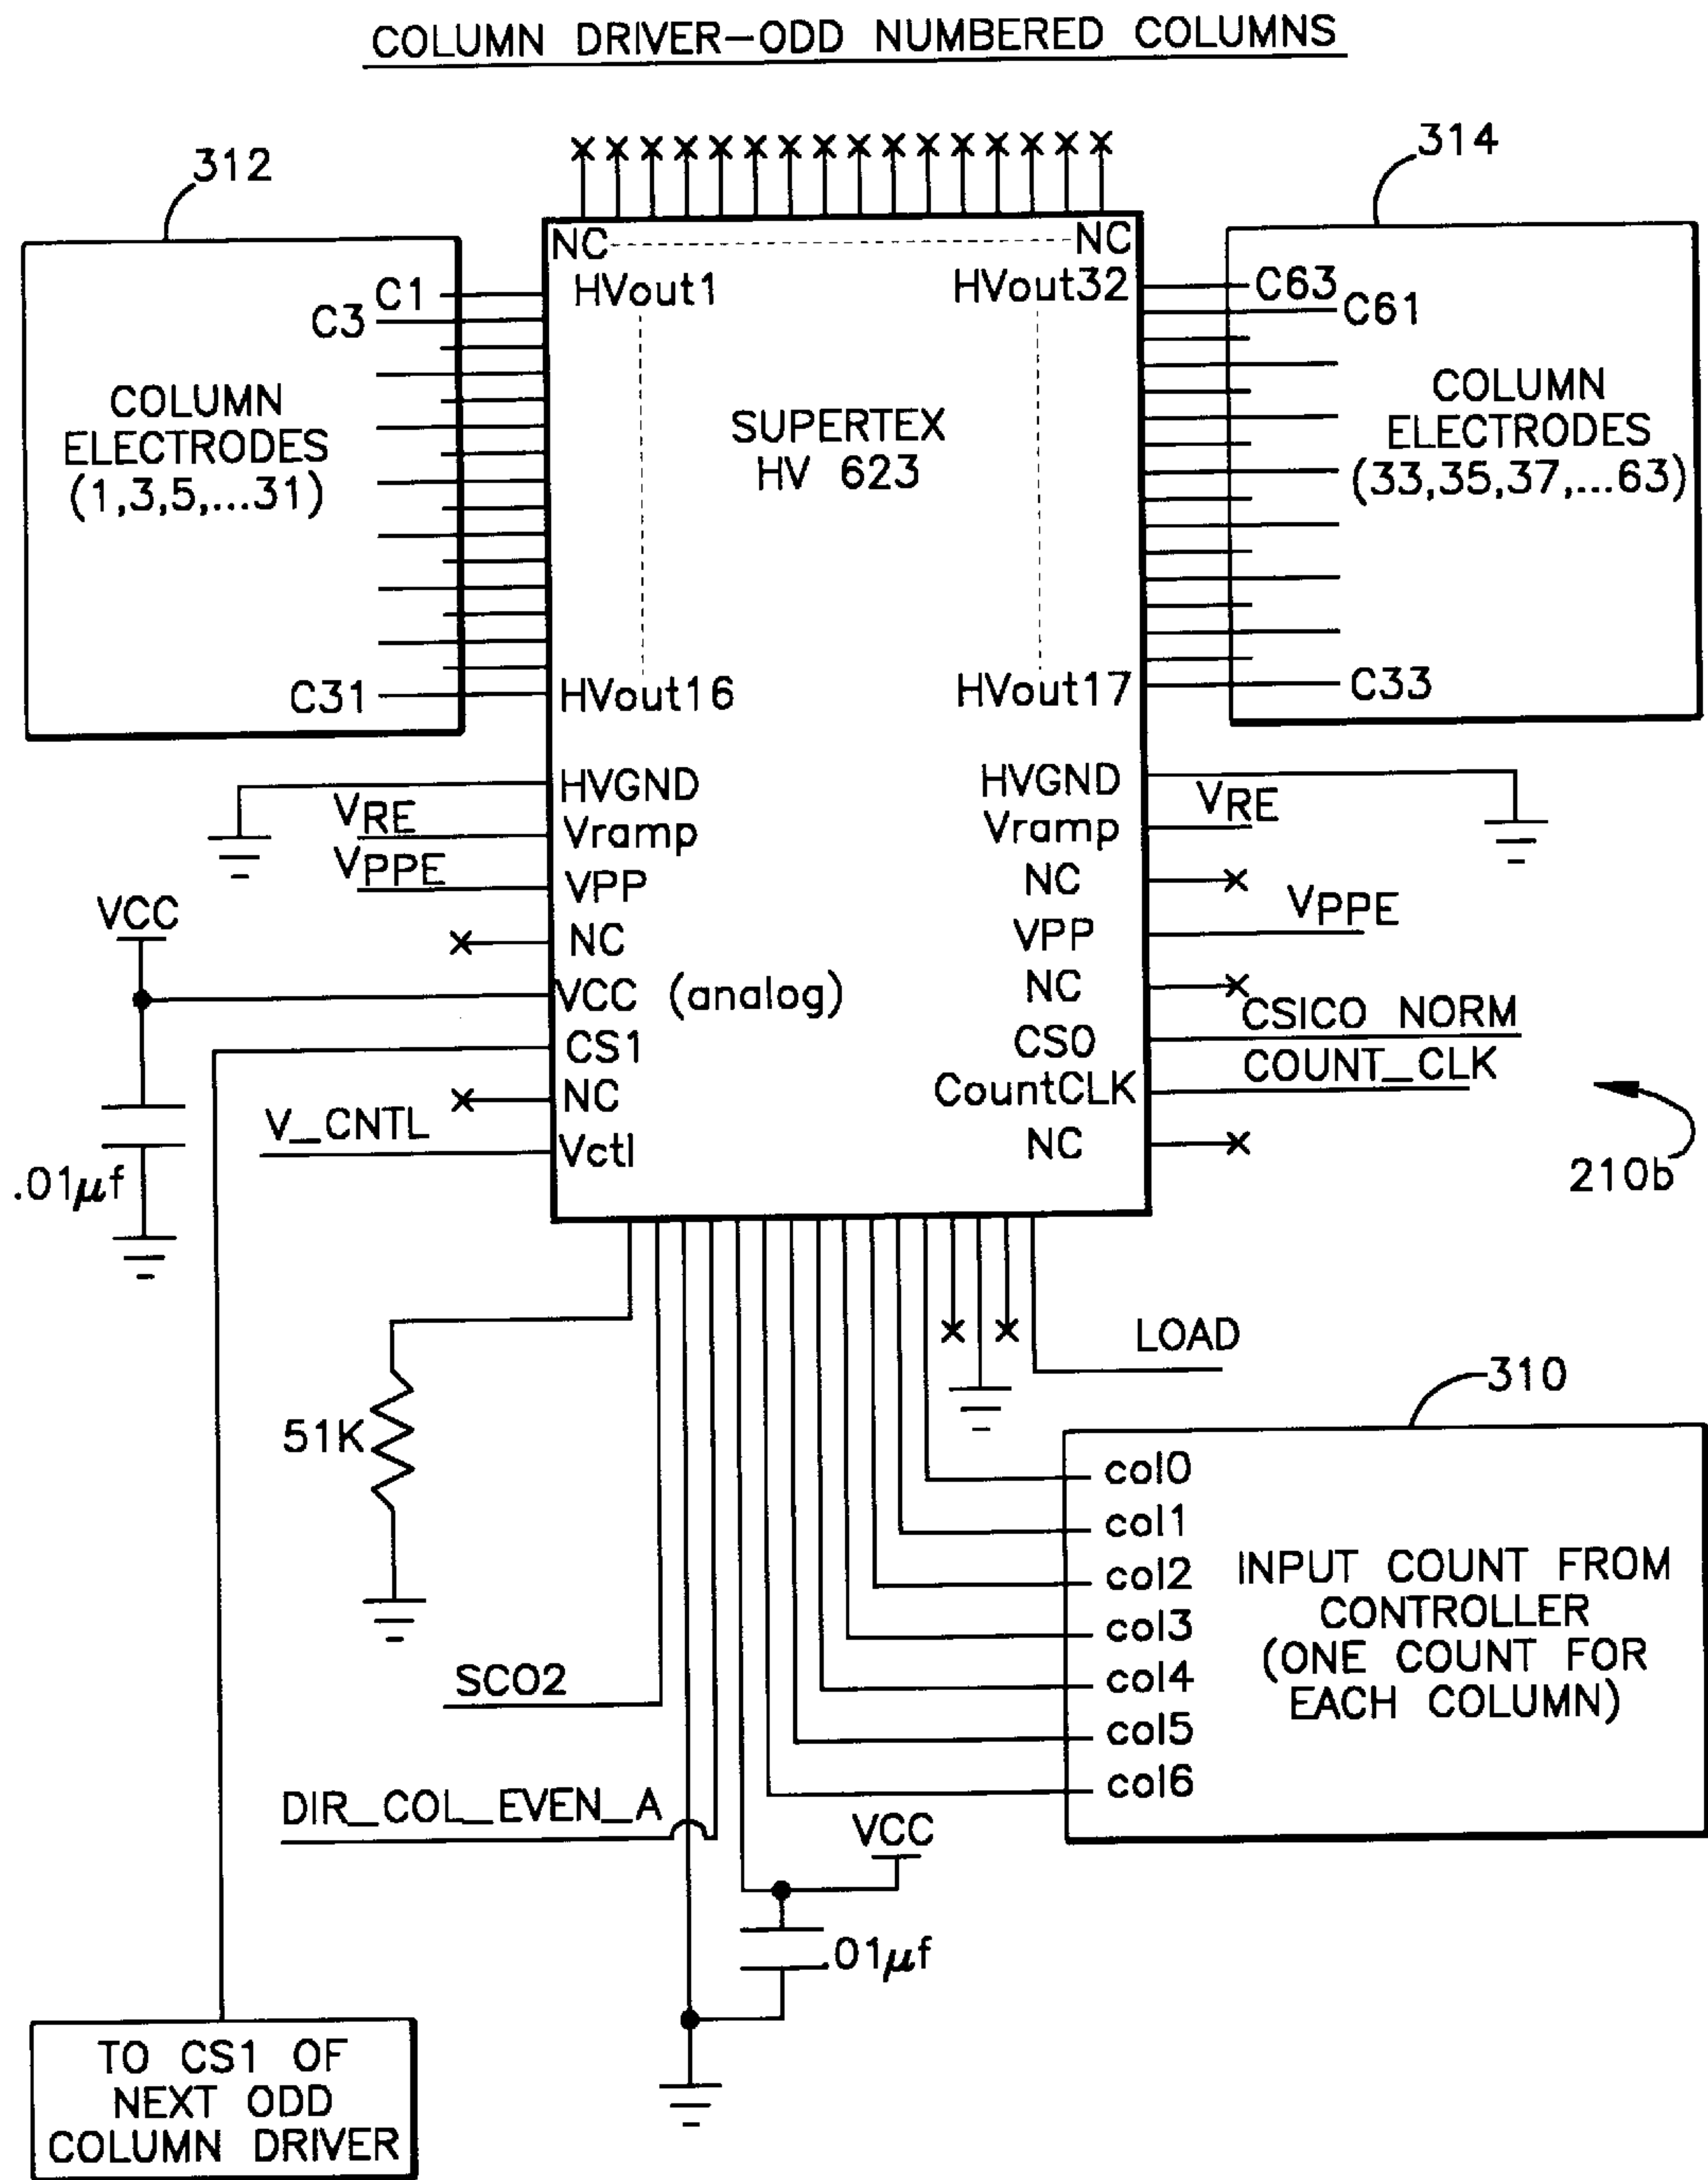 COLUMN DRIVER-ODD NUMBERED COLUMNS
312
314
NC
NC
HVout1
HVout32
C1
C3
C63
C61
COLUMN
ELECTRODES
(1,3,5,...31)
SUPERTEX
HV 623
COLUMN
ELECTRODES
(33,35,37,...63)
C31
HVout16
HVout17
C33
HVGND
HVGND
VRE
Vramp
Vramp
VRE
VPPE
VPP
NC
VCC
NC
VPP
VPPE
VCC (analog)
NC
CS1
CS0
CSICO NORM
NC
CountCLK
COUNT_CLK
V_CNTL
Vctl
NC
.01µf
210b
LOAD
310
51K
col0
col1
col2
col3
col4
col5
col6
INPUT COUNT FROM
CONTROLLER
(ONE COUNT FOR
EACH COLUMN)
SCO2
DIR_COL_EVEN_A
VCC
.01µf
TO CS1 OF
NEXT ODD
COLUMN DRIVER